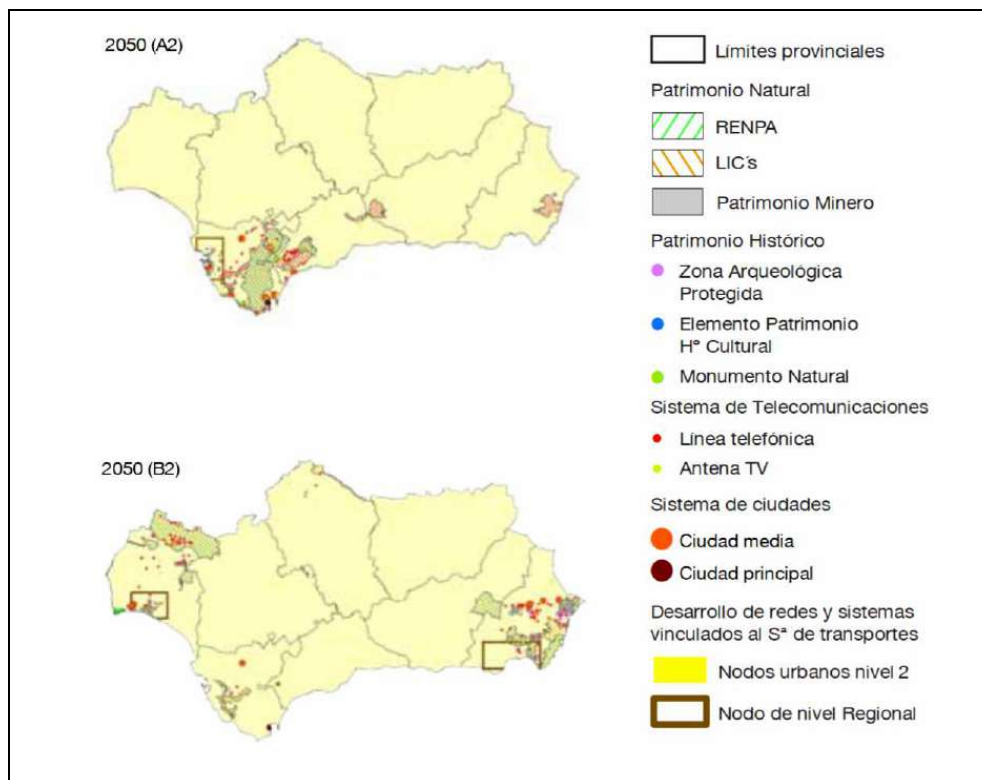 2050 (A2)
2050 (B2)
Límites provinciales
Patrimonio Natural
RENPA
LIC´s
Patrimonio Minero
Patrimonio Histórico
Zona Arqueológica
Protegida
Elemento Patrimonio
Hº Cultural
Monumento Natural
Sistema de Telecomunicaciones
Línea telefónica
Antena TV
Sistema de ciudades
Ciudad media
Ciudad principal
Desarrollo de redes y sistemas
vinculados al Sª de transportes
Nodos urbanos nivel 2
Nodo de nivel Regional